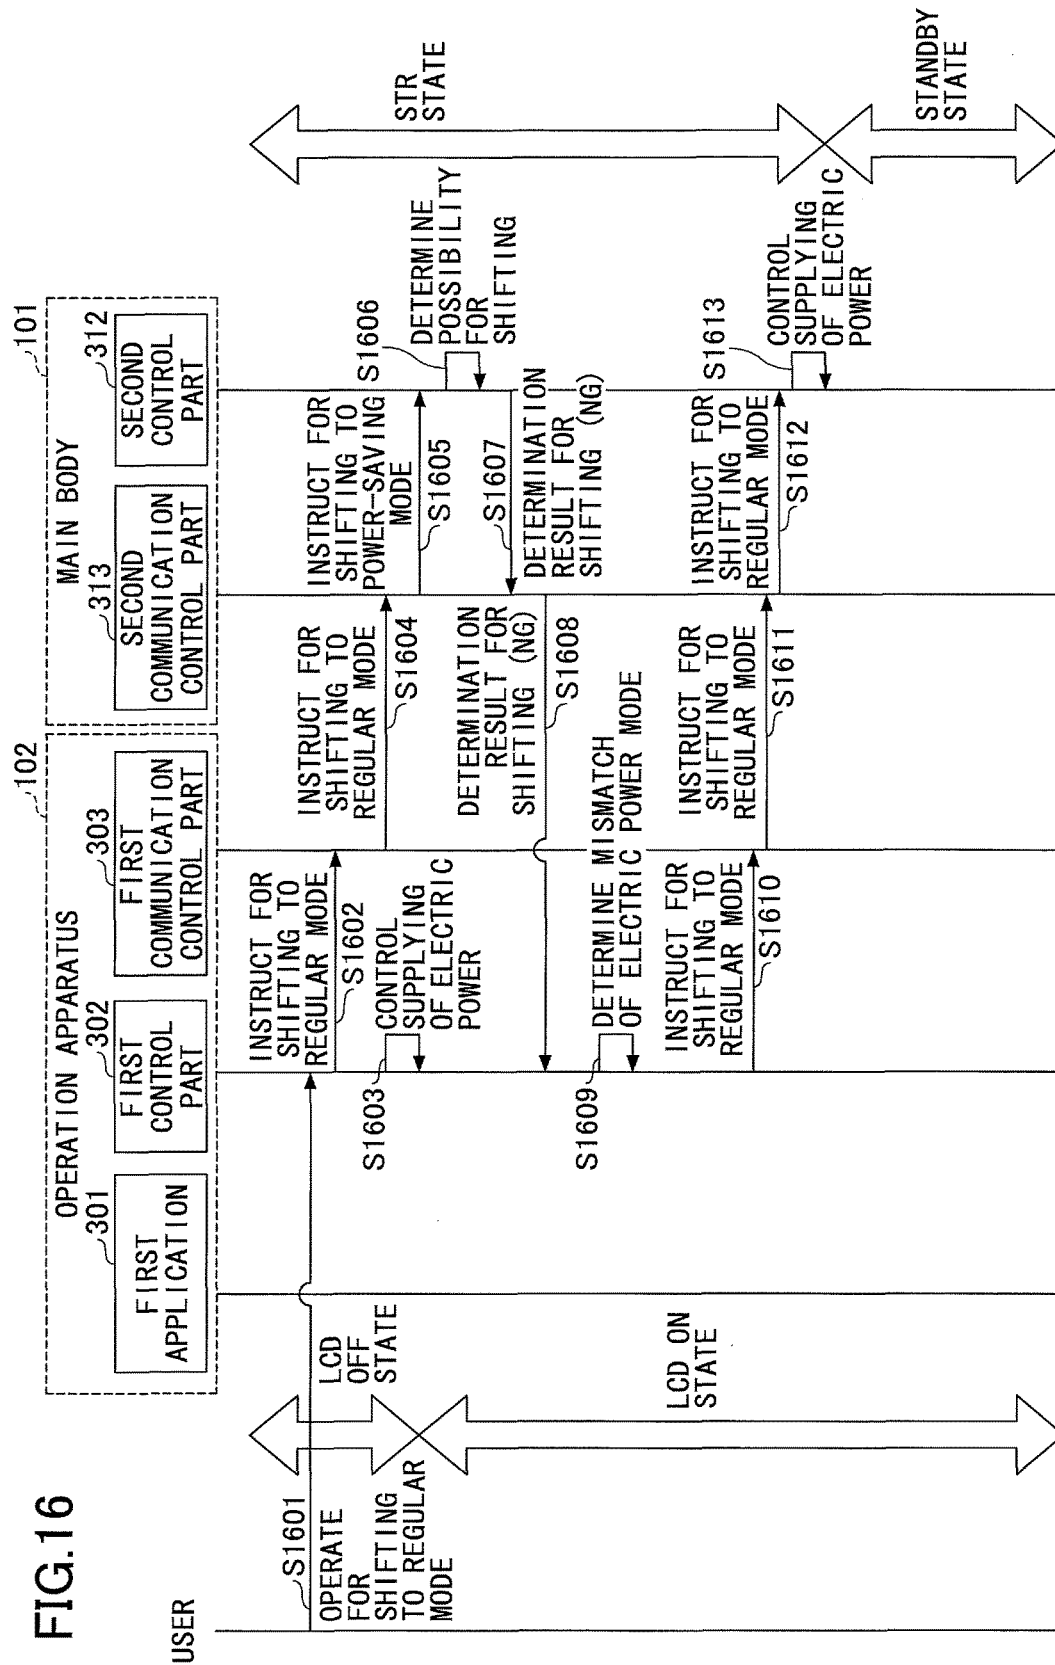 FIG.16
USER
OPERATION APPARATUS
102
301
FIRST
APPLICATION
302
FIRST
CONTROL
PART
303
FIRST
COMMUNICATION
CONTROL PART
MAIN BODY
101
313
SECOND
COMMUNICATION
CONTROL PART
312
SECOND
CONTROL
PART
S1601
OPERATE
FOR
SHIFTING
TO REGULAR
MODE
LCD
OFF
STATE
LCD ON
STATE
INSTRUCT FOR
SHIFTING TO
REGULAR MODE
S1602
S1603
CONTROL
SUPPLYING
OF ELECTRIC
POWER
INSTRUCT FOR
SHIFTING TO
REGULAR MODE
S1604
INSTRUCT FOR
SHIFTING TO
POWER-SAVING
MODE
S1605
S1606
DETERMINE
POSSIBILITY
FOR
SHIFTING
S1607
DETERMINATION
RESULT FOR
SHIFTING (NG)
DETERMINATION
RESULT FOR
SHIFTING (NG)
S1608
S1609
DETERMINE MISMATCH
OF ELECTRIC POWER MODE
INSTRUCT FOR
SHIFTING TO
REGULAR MODE
S1610
INSTRUCT FOR
SHIFTING TO
REGULAR MODE
S1611
INSTRUCT FOR
SHIFTING TO
REGULAR MODE
S1612
S1613
CONTROL
SUPPLYING
OF ELECTRIC
POWER
STR
STATE
STANDBY
STATE